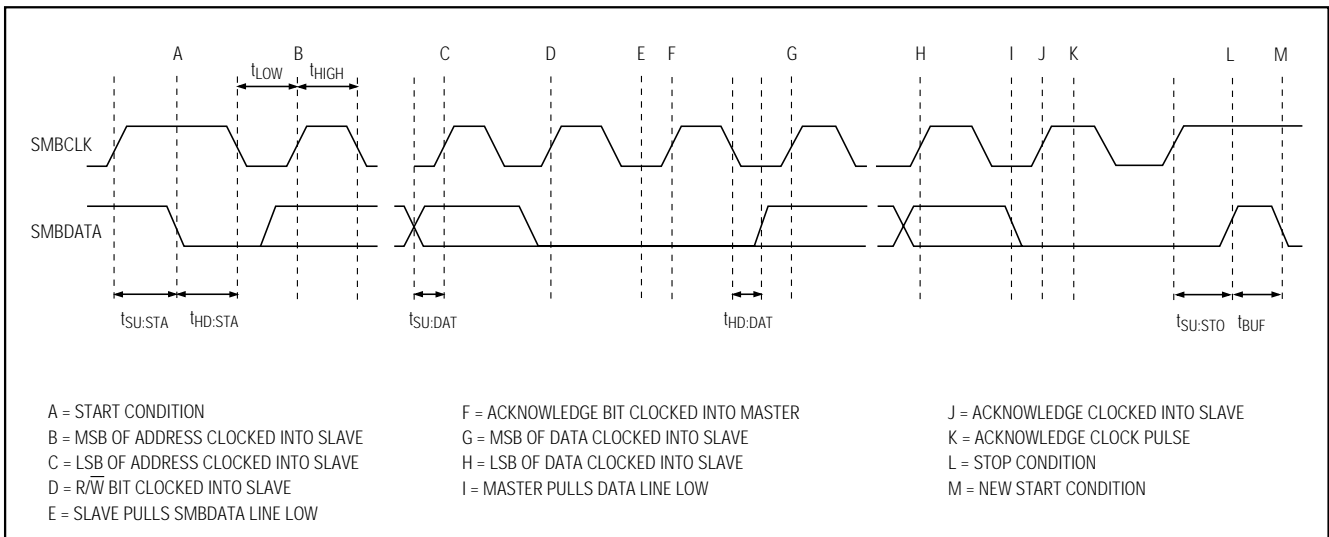 A B C D E F G H I J K L M
tLOW tHIGH
SMBCLK
SMBDATA
tSU:STA tHD:STA tSU:DAT tHD:DAT tSU:STO tBUF
A = START CONDITION
B = MSB OF ADDRESS CLOCKED INTO SLAVE
C = LSB OF ADDRESS CLOCKED INTO SLAVE
D = R/W̅ BIT CLOCKED INTO SLAVE
E = SLAVE PULLS SMBDATA LINE LOW
F = ACKNOWLEDGE BIT CLOCKED INTO MASTER
G = MSB OF DATA CLOCKED INTO SLAVE
H = LSB OF DATA CLOCKED INTO SLAVE
I = MASTER PULLS DATA LINE LOW
J = ACKNOWLEDGE CLOCKED INTO SLAVE
K = ACKNOWLEDGE CLOCK PULSE
L = STOP CONDITION
M = NEW START CONDITION